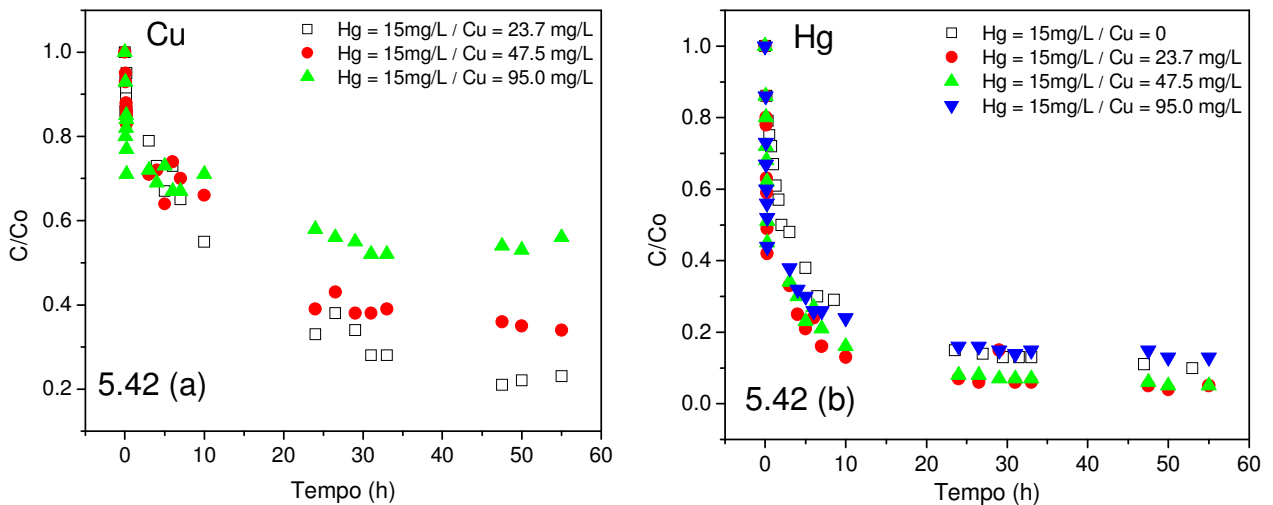 Cu
Hg = 15mg/L / Cu = 23.7 mg/L
Hg = 15mg/L / Cu = 47.5 mg/L
Hg = 15mg/L / Cu = 95.0 mg/L
1.0
0.8
0.6
0.4
0.2
C/Co
5.42 (a)
0 10 20 30 40 50 60
Tempo (h)
Hg
Hg = 15mg/L / Cu = 0
Hg = 15mg/L / Cu = 23.7 mg/L
Hg = 15mg/L / Cu = 47.5 mg/L
Hg = 15mg/L / Cu = 95.0 mg/L
1.0
0.8
0.6
0.4
0.2
0.0
C/Co
5.42 (b)
0 10 20 30 40 50 60
Tempo (h)